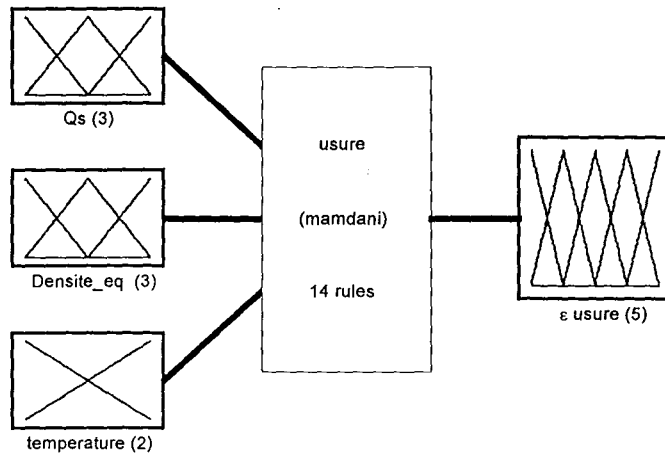 Qs (3)
usure
Densite_eq (3)
(mamdani)
14 rules
ε usure (5)
temperature (2)